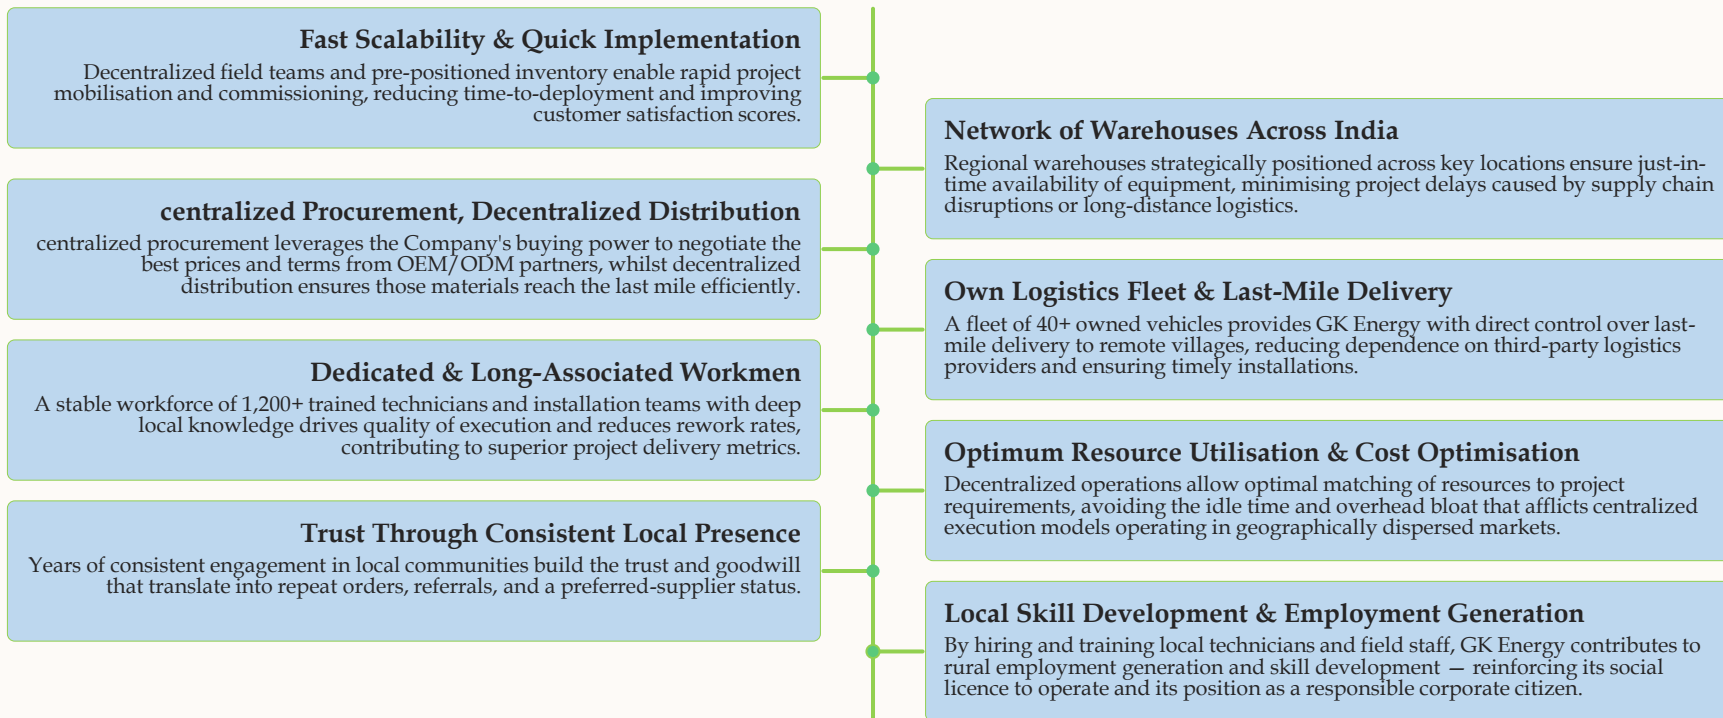 Fast Scalability & Quick Implementation
Decentralized field teams and pre-positioned inventory enable rapid project
mobilisation and commissioning, reducing time-to-deployment and improving
customer satisfaction scores.
Network of Warehouses Across India
Regional warehouses strategically positioned across key locations ensure just-in-
time availability of equipment, minimising project delays caused by supply chain
disruptions or long-distance logistics.
centralized Procurement, Decentralized Distribution
centralized procurement leverages the Company's buying power to negotiate the
best prices and terms from OEM/ODM partners, whilst decentralized
distribution ensures those materials reach the last mile efficiently.
Own Logistics Fleet & Last-Mile Delivery
A fleet of 40+ owned vehicles provides GK Energy with direct control over last-
mile delivery to remote villages, reducing dependence on third-party logistics
providers and ensuring timely installations.
Dedicated & Long-Associated Workmen
A stable workforce of 1,200+ trained technicians and installation teams with deep
local knowledge drives quality of execution and reduces rework rates,
contributing to superior project delivery metrics.
Optimum Resource Utilisation & Cost Optimisation
Decentralized operations allow optimal matching of resources to project
requirements, avoiding the idle time and overhead bloat that afflicts centralized
execution models operating in geographically dispersed markets.
Trust Through Consistent Local Presence
Years of consistent engagement in local communities build the trust and goodwill
that translate into repeat orders, referrals, and a preferred-supplier status.
Local Skill Development & Employment Generation
By hiring and training local technicians and field staff, GK Energy contributes to
rural employment generation and skill development — reinforcing its social
licence to operate and its position as a responsible corporate citizen.